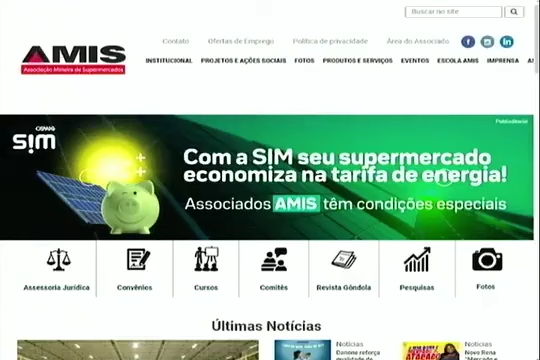 Buscar no site
AMIS
Associação Mineira de Supermercados
Contato Ofertas de Emprego Política de privacidade Área do Associado
INSTITUCIONAL PROJETOS E AÇÕES SOCIAIS FOTOS PRODUTOS E SERVIÇOS EVENTOS ESCOLA AMIS IMPRENSA
CEMIG
SIM
Publieditorial
Com a SIM seu supermercado
economiza na tarifa de energia!
Associados AMIS têm condições especiais
Assessoria Jurídica Convênios Cursos Comitês Revista Gôndola Pesquisas Fotos
Últimas Notícias
Notícias
Danone reforça
Notícias
Novo Rena
"Mercado e